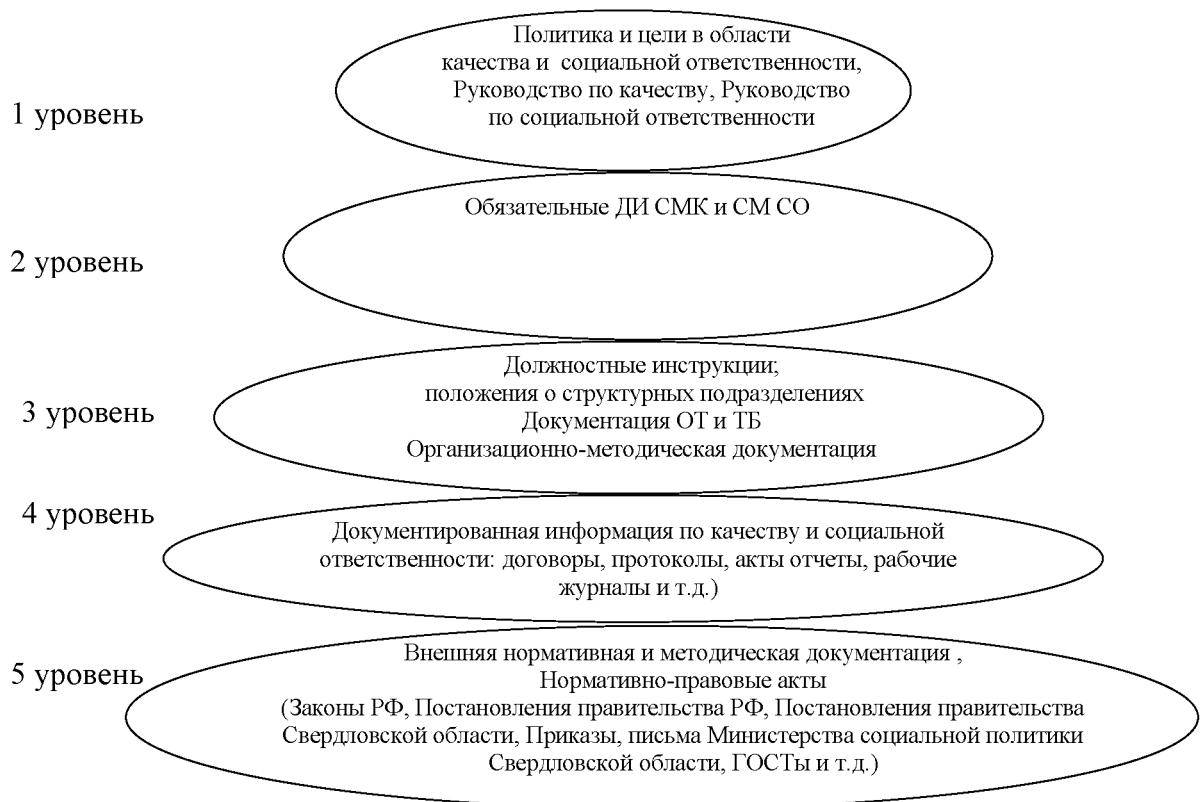 Политика и цели в области
качества и социальной ответственности,
Руководство по качеству, Руководство
по социальной ответственности
1 уровень
Обязательные ДИ СМК и СМ СО
2 уровень
Должностные инструкции;
положения о структурных подразделениях
Документация ОТ и ТБ
Организационно-методическая документация
3 уровень
4 уровень
Документированная информация по качеству и социальной
ответственности: договоры, протоколы, акты отчеты, рабочие
журналы и т.д.)
5 уровень
Внешняя нормативная и методическая документация ,
Нормативно-правовые акты
(Законы РФ, Постановления правительства РФ, Постановления правительства
Свердловской области, Приказы, письма Министерства социальной политики
Свердловской области, ГОСТы и т.д.)